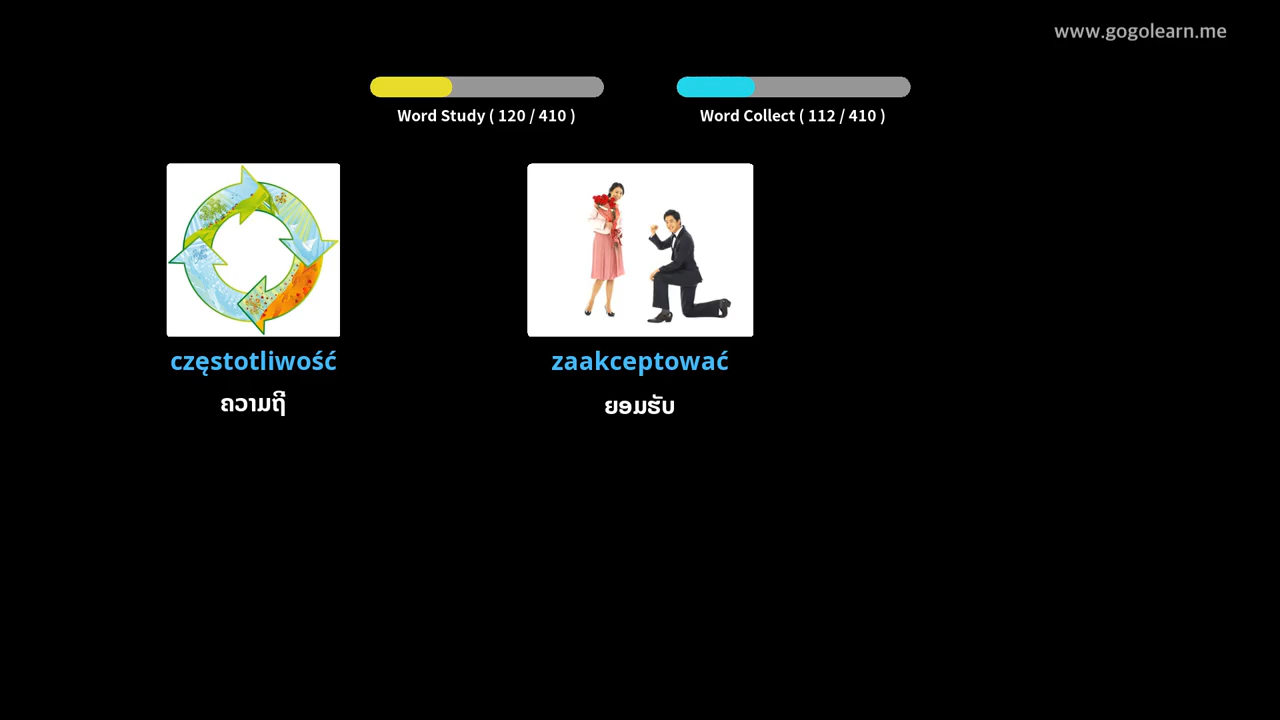 www.gogolearn.me
Word Study ( 120 / 410 )
Word Collect ( 112 / 410 )
częstotliwość
zaakceptować
ຄວາມຖີ່
ຍອມຮັບ